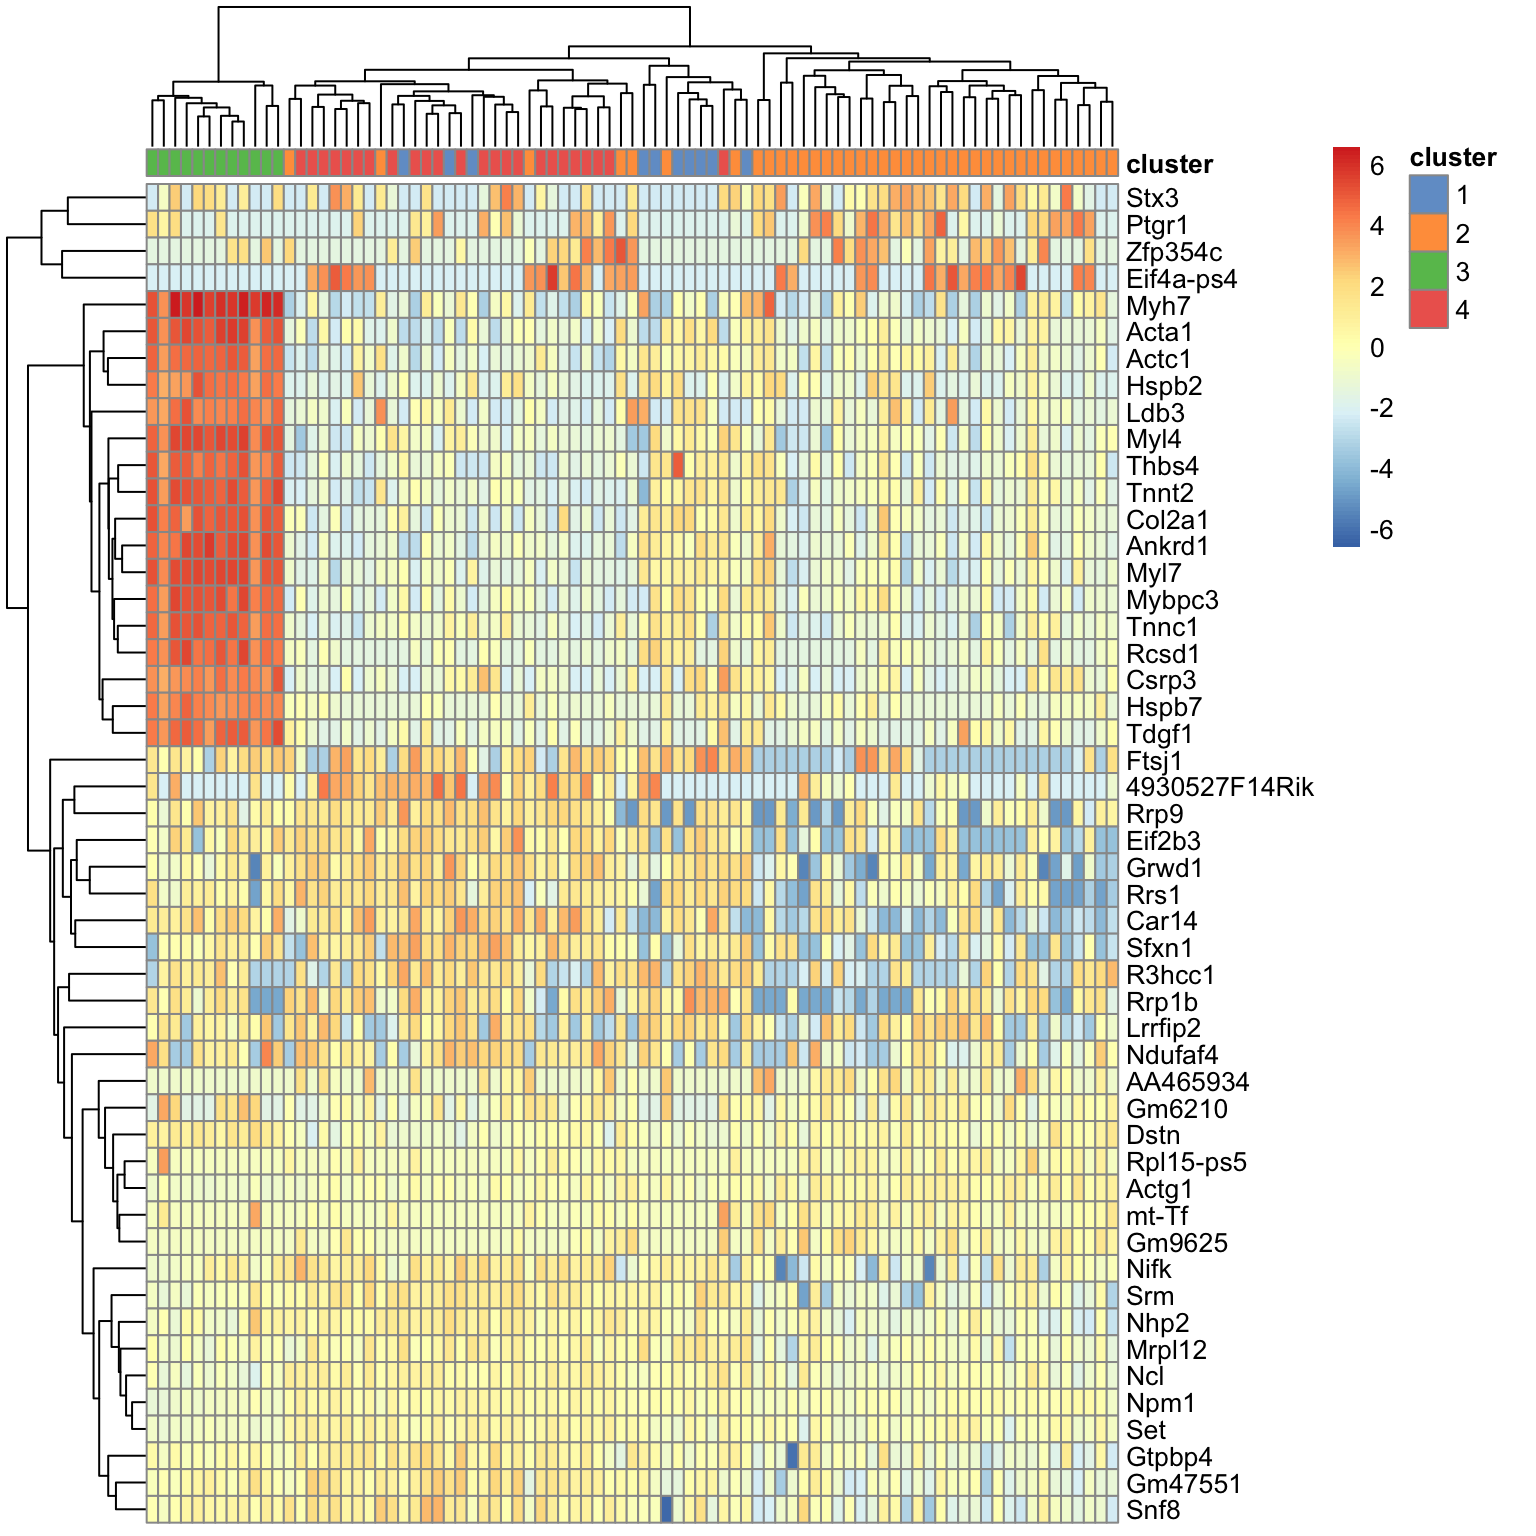 cluster
Stx3
Ptgr1
Zfp354c
Eif4a-ps4
Myh7
Acta1
Actc1
Hspb2
Ldb3
Myl4
Thbs4
Tnnt2
Col2a1
Ankrd1
Myl7
Mybpc3
Tnnc1
Rcsd1
Csrp3
Hspb7
Tdgf1
Ftsj1
4930527F14Rik
Rrp9
Eif2b3
Grwd1
Rrs1
Car14
Sfxn1
R3hcc1
Rrp1b
Lrrfip2
Ndufaf4
AA465934
Gm6210
Dstn
Rpl15-ps5
Actg1
mt-Tf
Gm9625
Nifk
Srm
Nhp2
Mrpl12
Ncl
Npm1
Set
Gtpbp4
Gm47551
Snf8
6
4
2
0
-2
-4
-6
cluster
1
2
3
4